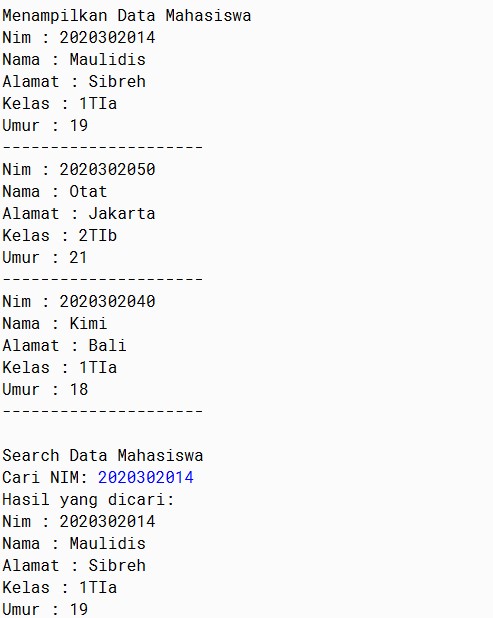 Menampilkan Data Mahasiswa
Nim : 2020302014
Nama : Maulidis
Alamat : Sibreh
Kelas : 1TIa
Umur : 19
---------------------
Nim : 2020302050
Nama : Otat
Alamat : Jakarta
Kelas : 2TIb
Umur : 21
---------------------
Nim : 2020302040
Nama : Kimi
Alamat : Bali
Kelas : 1TIa
Umur : 18
---------------------
Search Data Mahasiswa
Cari NIM: 2020302014
Hasil yang dicari:
Nim : 2020302014
Nama : Maulidis
Alamat : Sibreh
Kelas : 1TIa
Umur : 19